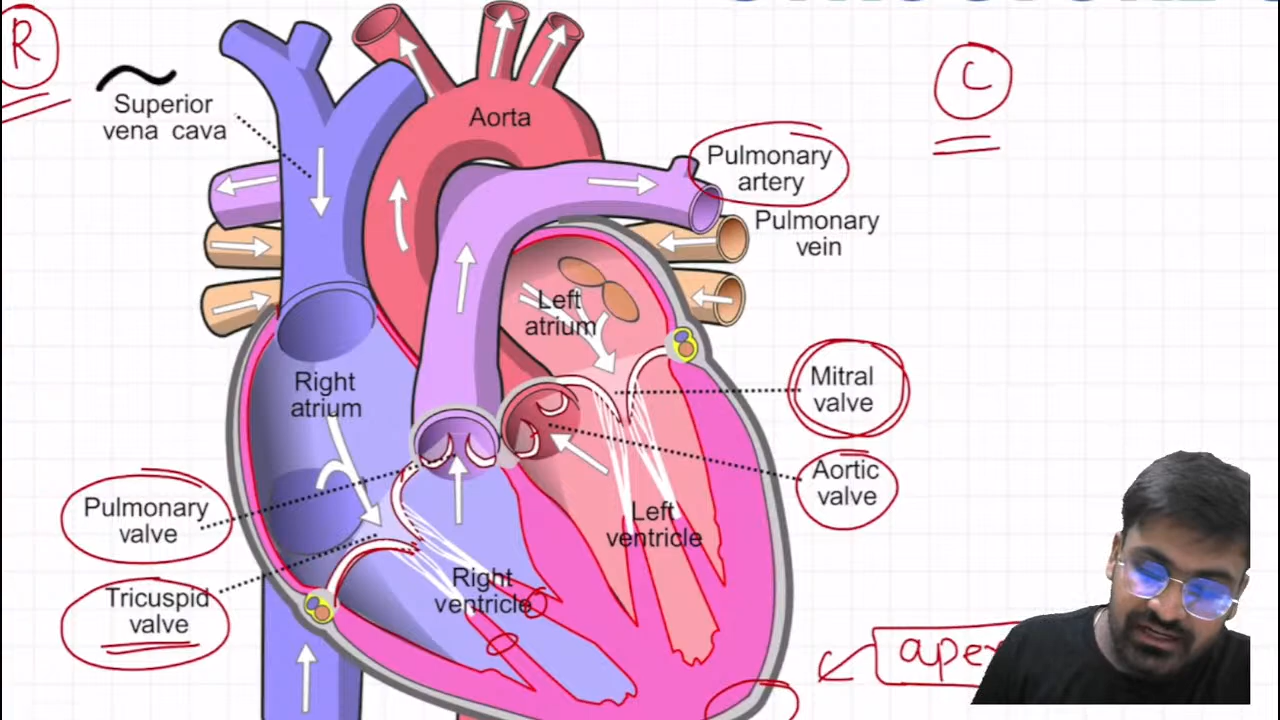 R
Superior
vena cava
Aorta
C
Pulmonary
artery
Pulmonary
vein
Left
atrium
Right
atrium
Mitral
valve
Aortic
valve
Pulmonary
valve
Left
ventricle
Tricuspid
valve
Right
ventricle